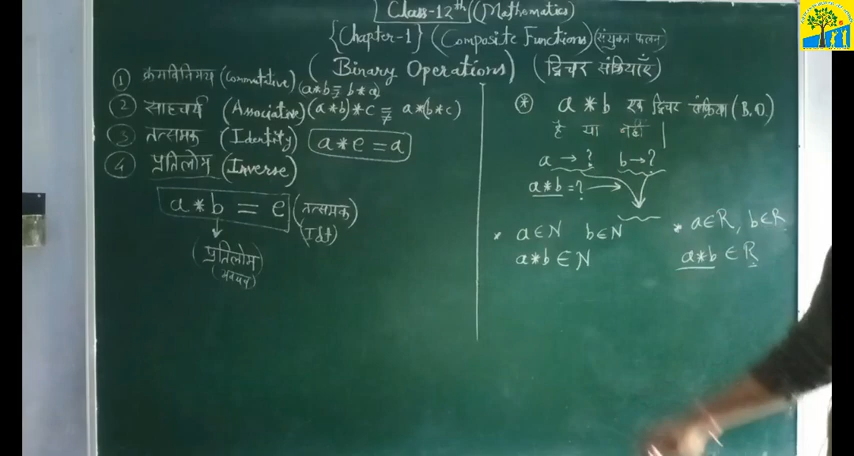 Class-12th (Mathematics)
{Chapter-1} (Composite Functions) (संयुक्त फलन)
(Binary Operations) (द्विचर संक्रियाएँ)
① क्रमविनिमय (Commutative) (a*b = b*a)
② साहचर्य (Associative) (a*b)*c = ≠ a*(b*c)
③ तत्समक (Identity) a*e = a
④ प्रतिलोम (Inverse)
a*b = e (तत्समक)
(Idt)
(प्रतिलोम)
* a*b एक द्विचर संक्रिया (B.O.)
है या नहीं
a → ? b → ?
a*b = ?
* a∈N b∈N
a*b ∈ N
* a∈R, b∈R
a*b ∈ R